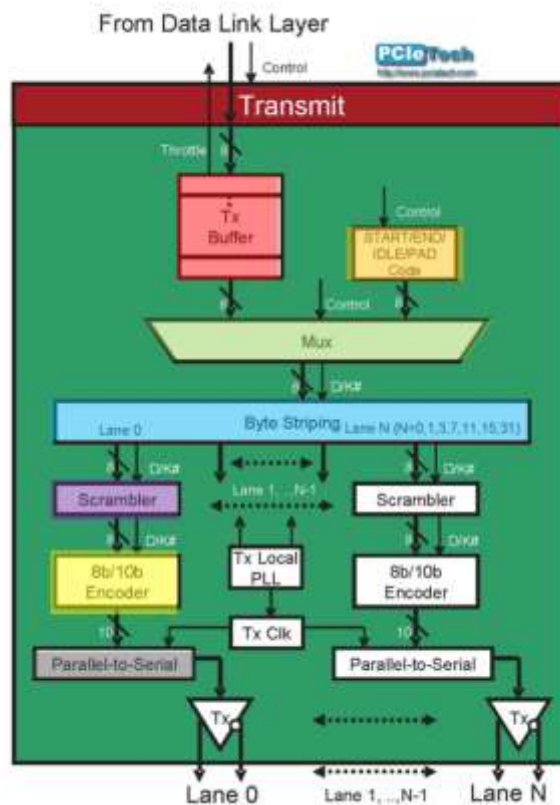 From Data Link Layer
PCIe Tech
Control
Transmit
Throttle
8
Tx
Buffer
Control
START/END/
IDLE/PAD
Code
8
Control
8
Mux
8
D/K#
Byte Striping
Lane 0
Lane N (N=0,1,3,7,11,15,31)
8
D/K#
8
D/K#
Scrambler
Lane 1, ..,N-1
Scrambler
8
D/K#
8
D/K#
8b/10b
Encoder
Tx Local
PLL
8b/10b
Encoder
10
Tx Clk
10
Parallel-to-Serial
Parallel-to-Serial
Tx
Tx
Lane 0
Lane 1, ..,N-1
Lane N